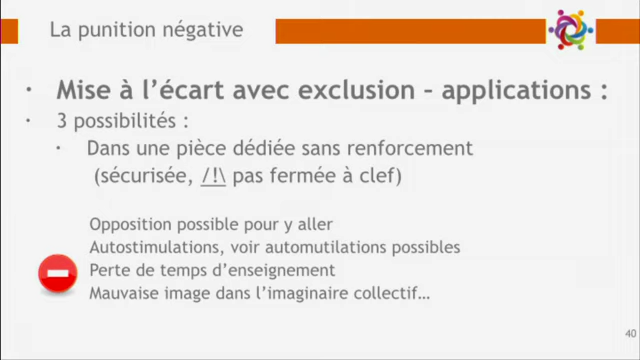 La punition négative
· Mise à l'écart avec exclusion – applications :
· 3 possibilités :
· Dans une pièce dédiée sans renforcement
(sécurisée, /!\ pas fermée à clef)
Opposition possible pour y aller
Autostimulations, voir automutilations possibles
Perte de temps d'enseignement
Mauvaise image dans l'imaginaire collectif…
40